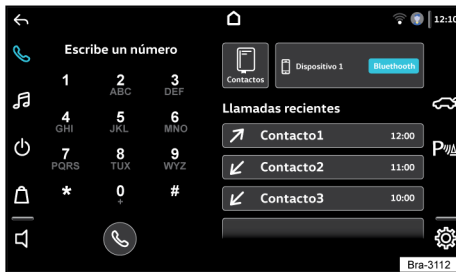 12:10
Escribe un número
1
2
ABC
3
DEF
4
GHI
5
JKL
6
MNO
7
PQRS
8
TUX
9
WYZ
*
0
+
#
Contactos
Dispositivo 1
Bluethooth
Llamadas recientes
Contacto1 12:00
Contacto2 11:00
Contacto3 10:00
P
Bra-3112